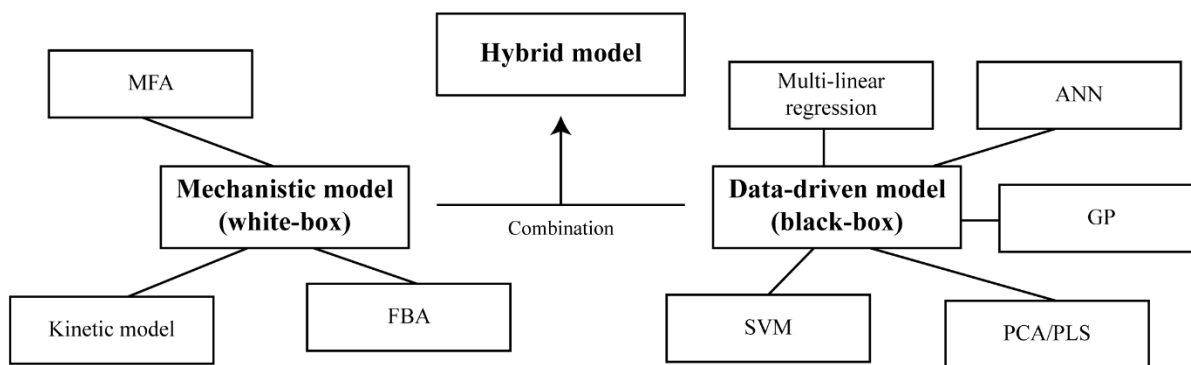 MFA
Hybrid model
Multi-linear
regression
ANN
Mechanistic model
(white-box)
Combination
Data-driven model
(black-box)
GP
Kinetic model
FBA
SVM
PCA/PLS